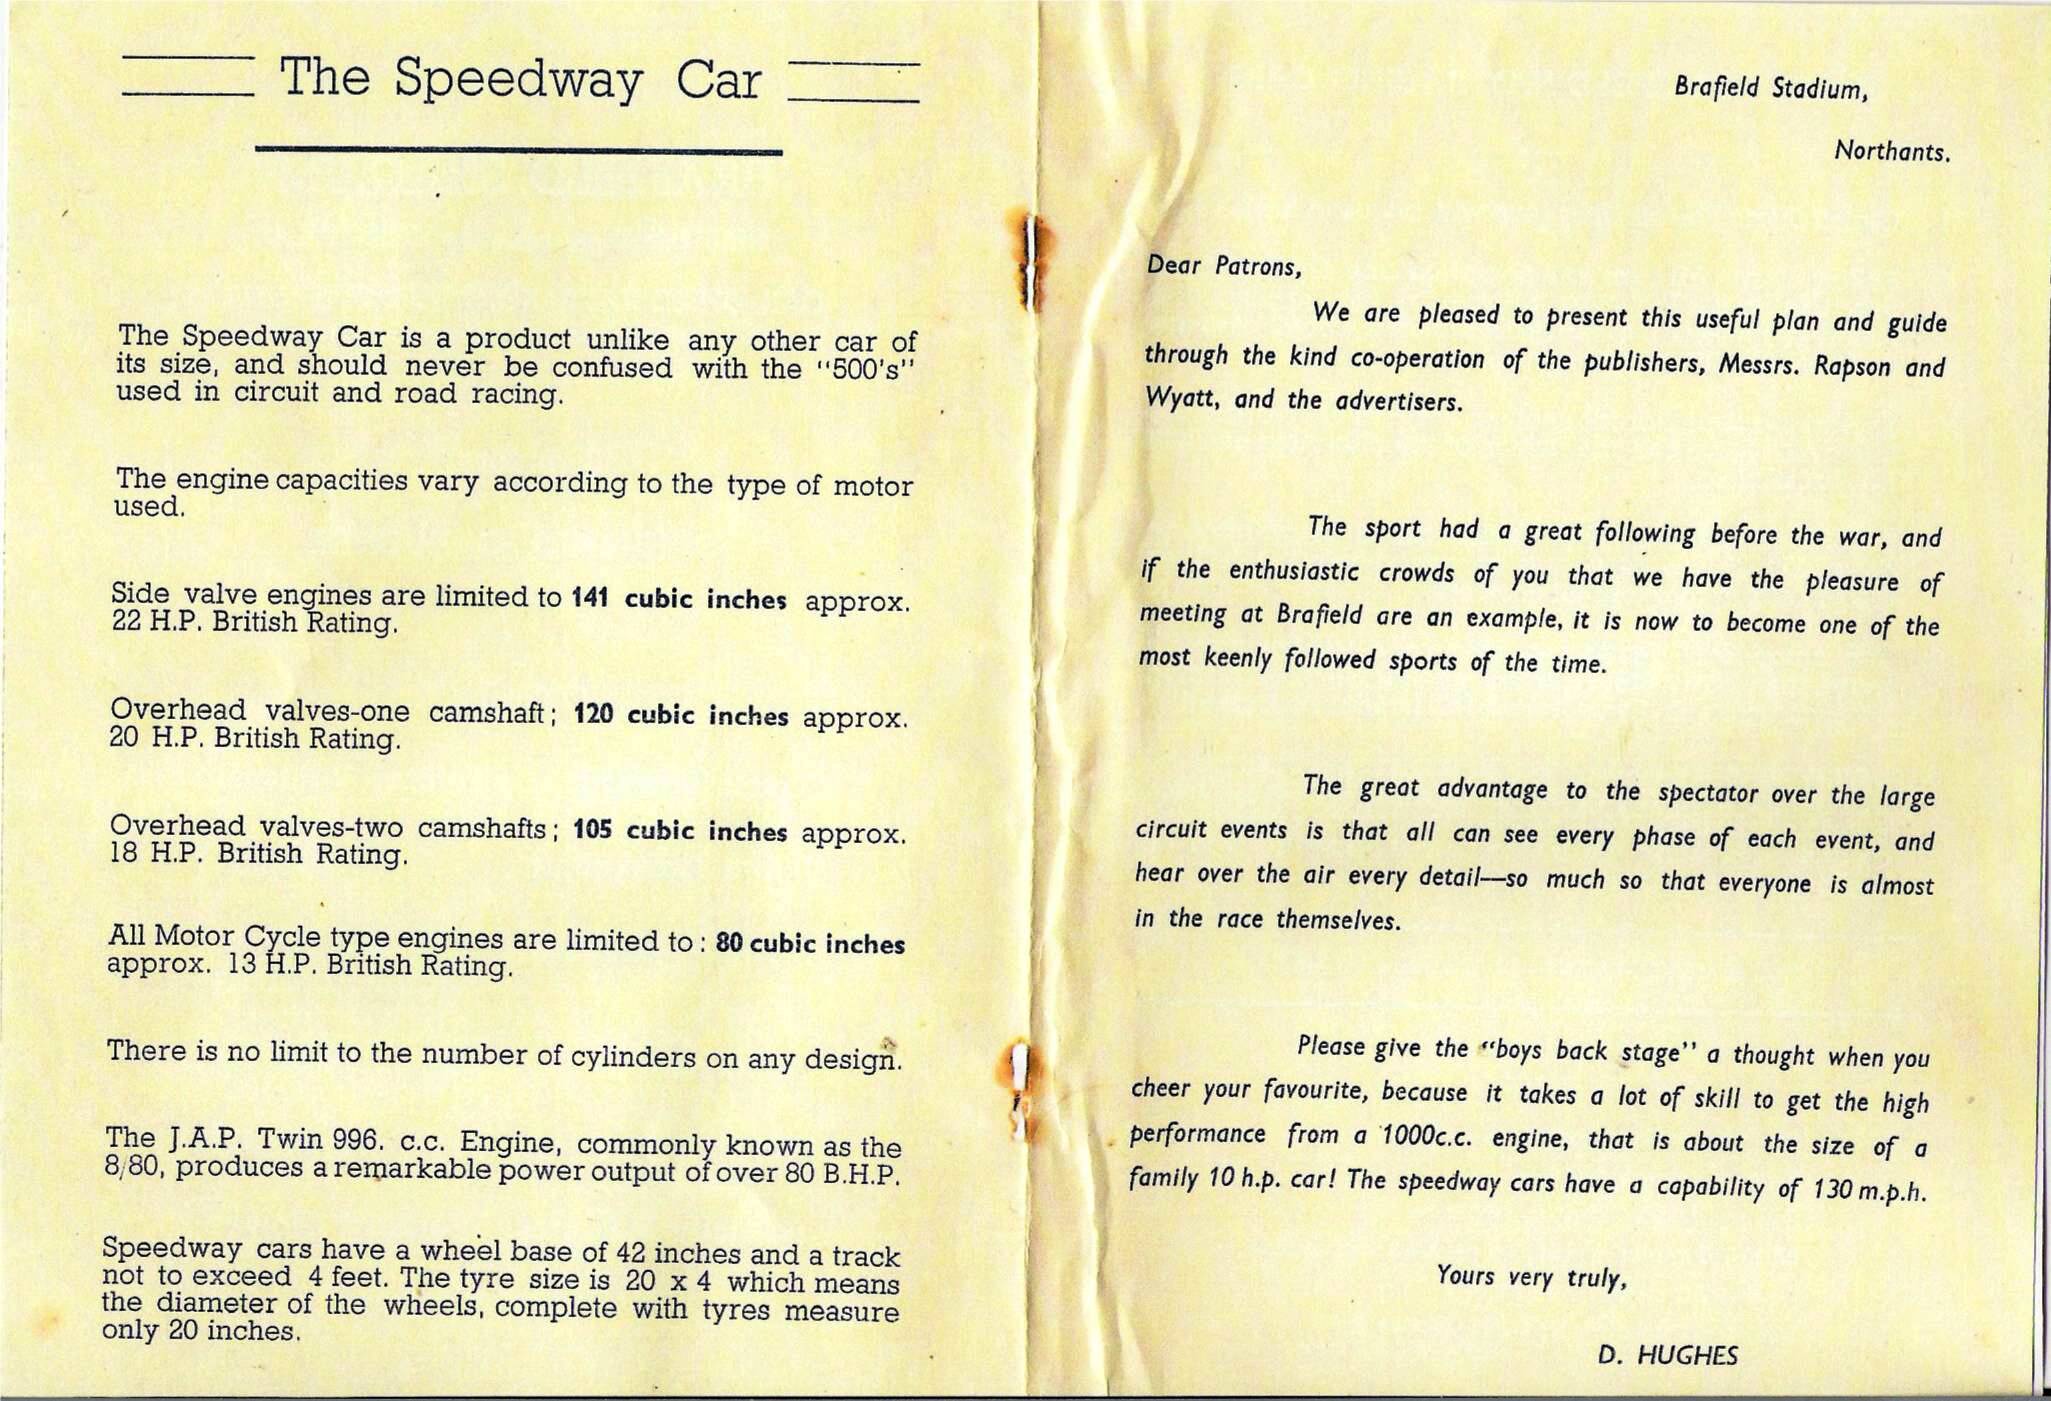 The Speedway Car
The Speedway Car is a product unlike any other car of
its size, and should never be confused with the "500's"
used in circuit and road racing.
The engine capacities vary according to the type of motor
used.
Side valve engines are limited to 141 cubic inches approx.
22 H.P. British Rating.
Overhead valves-one camshaft; 120 cubic inches approx.
20 H.P. British Rating.
Overhead valves-two camshafts; 105 cubic inches approx.
18 H.P. British Rating.
All Motor Cycle type engines are limited to: 80 cubic inches
approx. 13 H.P. British Rating.
There is no limit to the number of cylinders on any design.
The J.A.P. Twin 996. c.c. Engine, commonly known as the
8/80, produces a remarkable power output of over 80 B.H.P.
Speedway cars have a wheel base of 42 inches and a track
not to exceed 4 feet. The tyre size is 20 x 4 which means
the diameter of the wheels, complete with tyres measure
only 20 inches.
Brafield Stadium,
Northants.
Dear Patrons,
We are pleased to present this useful plan and guide
through the kind co-operation of the publishers, Messrs. Rapson and
Wyatt, and the advertisers.
The sport had a great following before the war, and
if the enthusiastic crowds of you that we have the pleasure of
meeting at Brafield are an example, it is now to become one of the
most keenly followed sports of the time.
The great advantage to the spectator over the large
circuit events is that all can see every phase of each event, and
hear over the air every detail—so much so that everyone is almost
in the race themselves.
Please give the "boys back stage" a thought when you
cheer your favourite, because it takes a lot of skill to get the high
performance from a 1000c.c. engine, that is about the size of a
family 10 h.p. car! The speedway cars have a capability of 130 m.p.h.
Yours very truly,
D. HUGHES